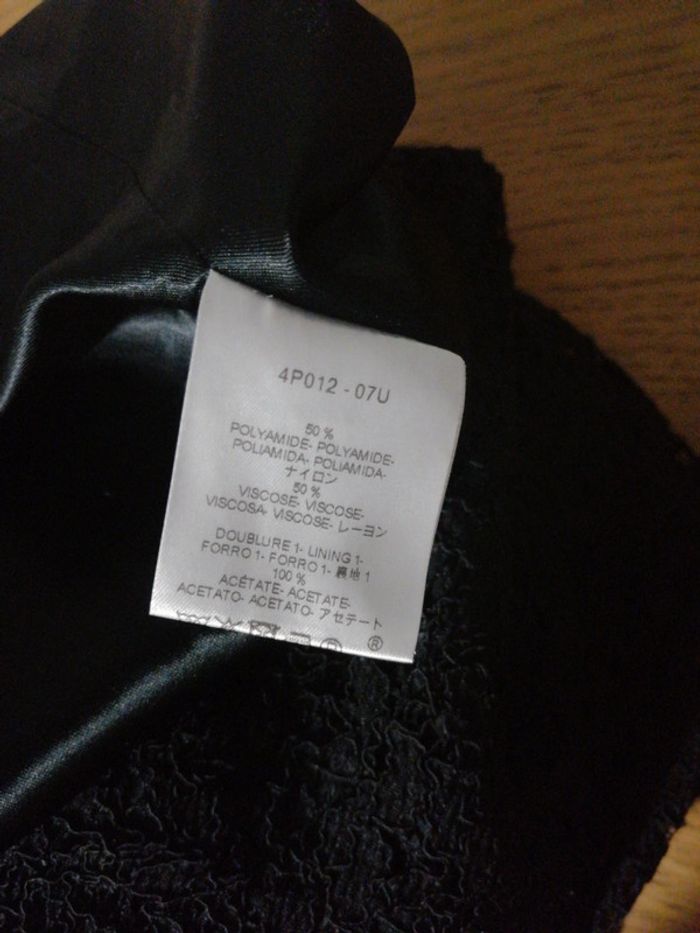 4P012 - 07U
50 %
POLYAMIDE- POLYAMIDE-
POLIAMIDA- POLIAMIDA-
ナイロン
50 %
VISCOSE- VISCOSE-
VISCOSA- VISCOSE- レーヨン
DOUBLURE 1- LINING 1-
FORRO 1- FORRO 1- 裏地 1
100 %
ACÉTATE- ACETATE-
ACETATO- ACETATO- アセテート
®